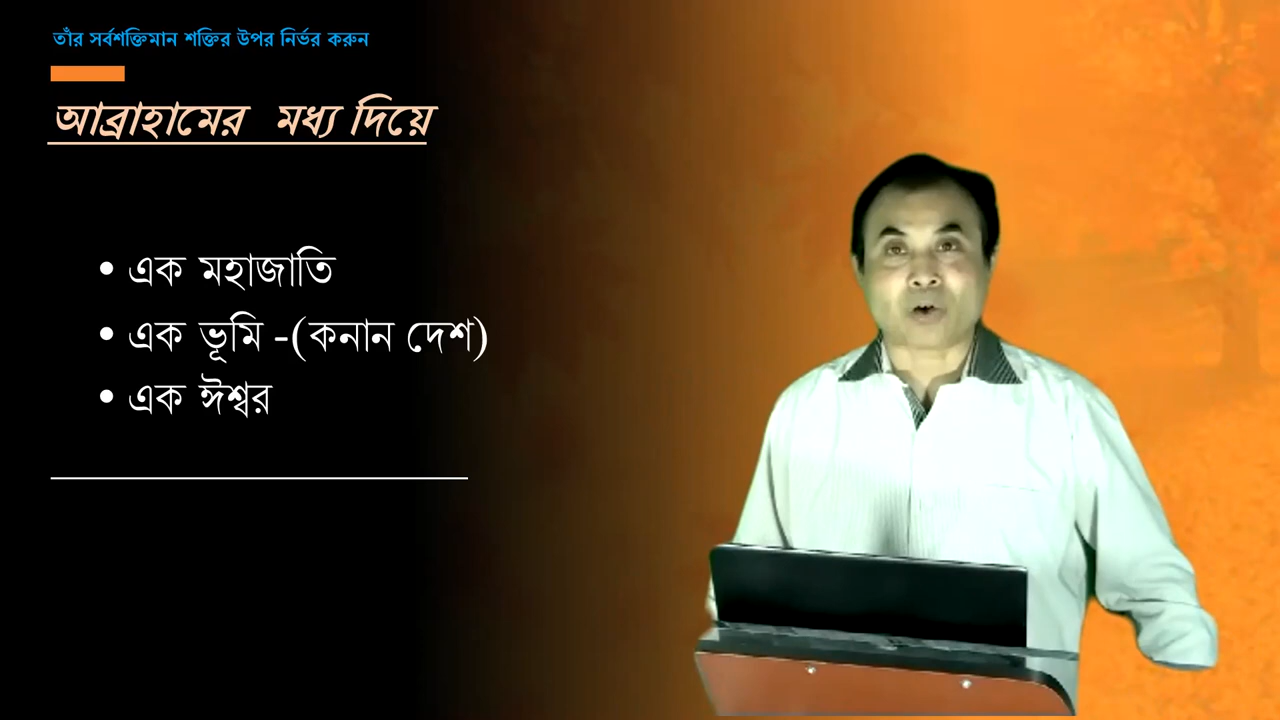 তাঁর সর্বশক্তিমান শক্তির উপর নির্ভর করুন
আব্রাহামের মধ্য দিয়ে
• এক মহাজাতি
• এক ভূমি -(কনান দেশ)
• এক ঈশ্বর